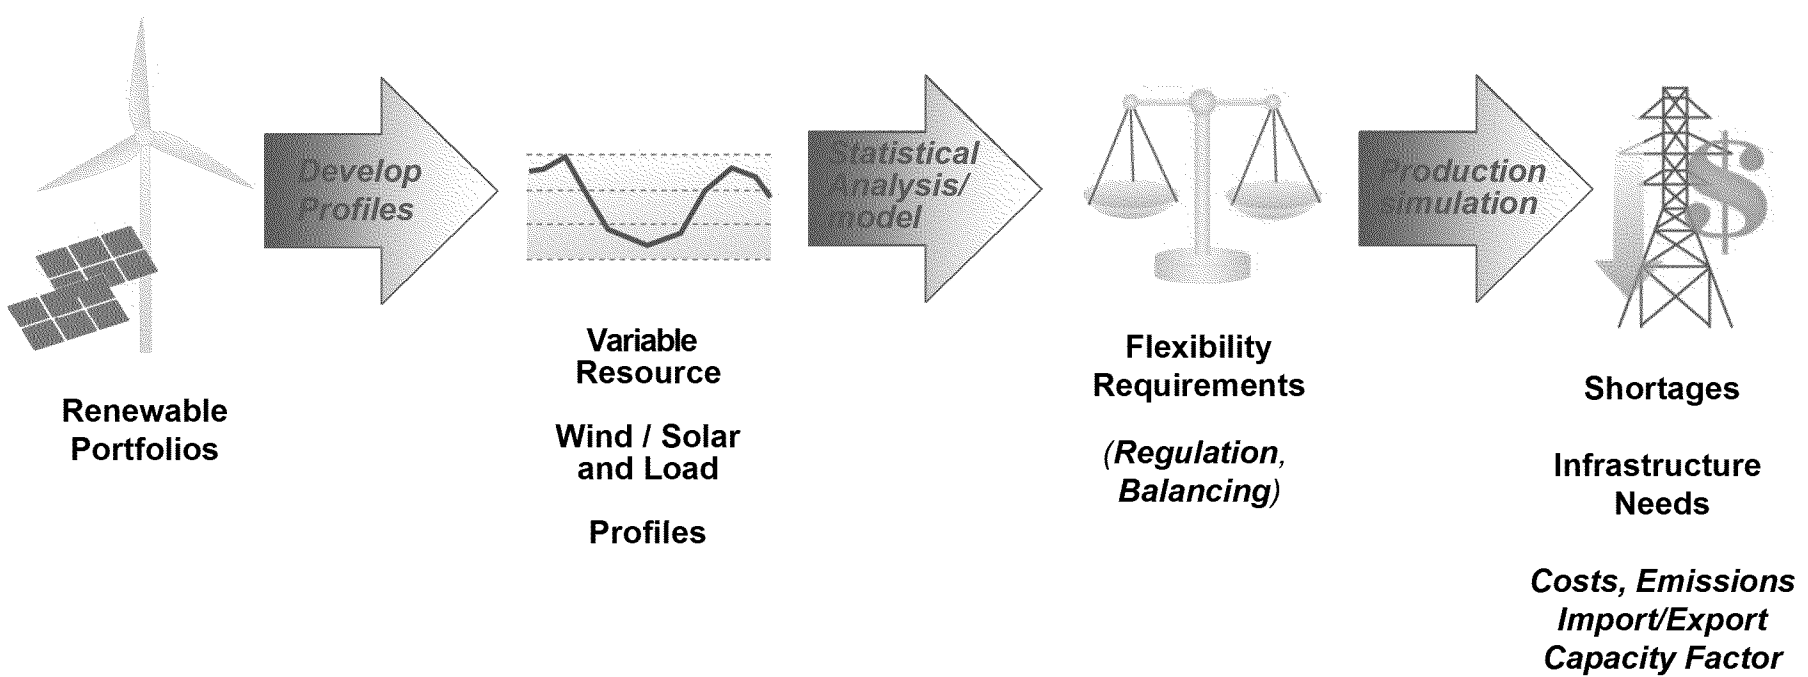 Develop
Profiles
Statistical
Analysis/
model
Production
simulation
Renewable
Portfolios
Variable
Resource
Wind / Solar
and Load
Profiles
Flexibility
Requirements
(Regulation,
Balancing)
$
Shortages
Infrastructure
Needs
Costs, Emissions
Import/Export
Capacity Factor